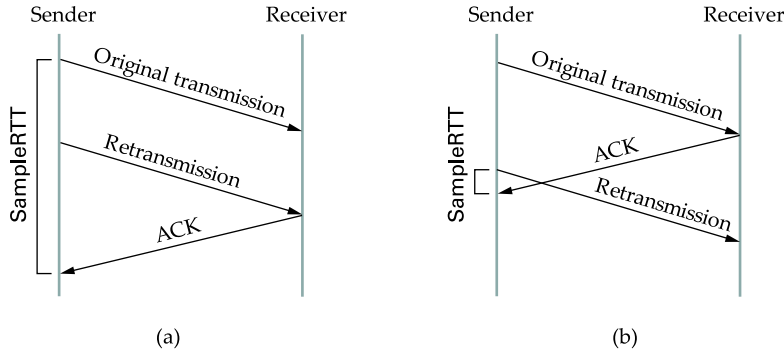 Sender
Receiver
SampleRTT
Original transmission
Retransmission
ACK
(a)
Sender
Receiver
SampleRTT
Original transmission
ACK
Retransmission
(b)